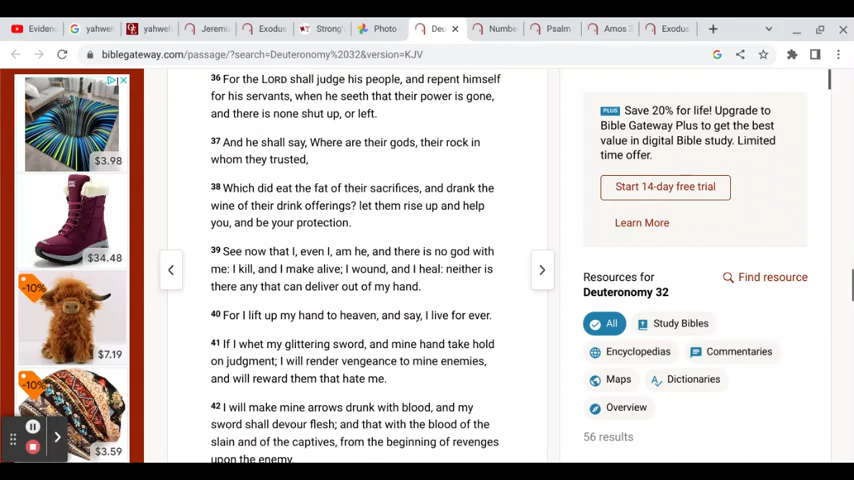 Evidenc
yahwel
yahwel
Jeremi
Exodus
Strong'
Photo
Deu
Numbe
Psalm
Amos 3
Exodus
biblegateway.com/passage/?search=Deuteronomy%2032&version=KJV
$3.98
$34.48
-10%
$7.19
-10%
$3.59
36 For the LORD shall judge his people, and repent himself
for his servants, when he seeth that their power is gone,
and there is none shut up, or left.
37 And he shall say, Where are their gods, their rock in
whom they trusted,
38 Which did eat the fat of their sacrifices, and drank the
wine of their drink offerings? let them rise up and help
you, and be your protection.
39 See now that I, even I, am he, and there is no god with
me: I kill, and I make alive; I wound, and I heal: neither is
there any that can deliver out of my hand.
40 For I lift up my hand to heaven, and say, I live for ever.
41 If I whet my glittering sword, and mine hand take hold
on judgment; I will render vengeance to mine enemies,
and will reward them that hate me.
42 I will make mine arrows drunk with blood, and my
sword shall devour flesh; and that with the blood of the
slain and of the captives, from the beginning of revenges
upon the enemy.
PLUS Save 20% for life! Upgrade to
Bible Gateway Plus to get the best
value in digital Bible study. Limited
time offer.
Start 14-day free trial
Learn More
Resources for
Deuteronomy 32
Find resource
All
Study Bibles
Encyclopedias
Commentaries
Maps
Dictionaries
Overview
56 results